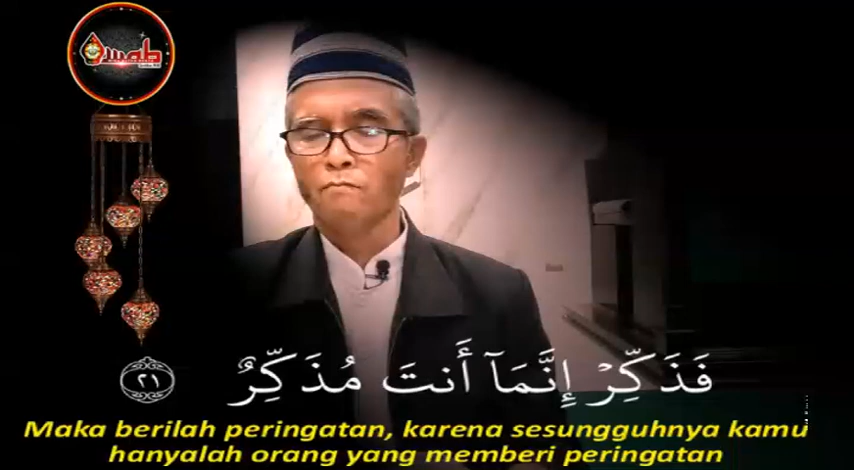 فَذَكِّرْ إِنَّمَآ أَنتَ مُذَكِّرٌ ٢١
Maka berilah peringatan, karena sesungguhnya kamu
hanyalah orang yang memberi peringatan